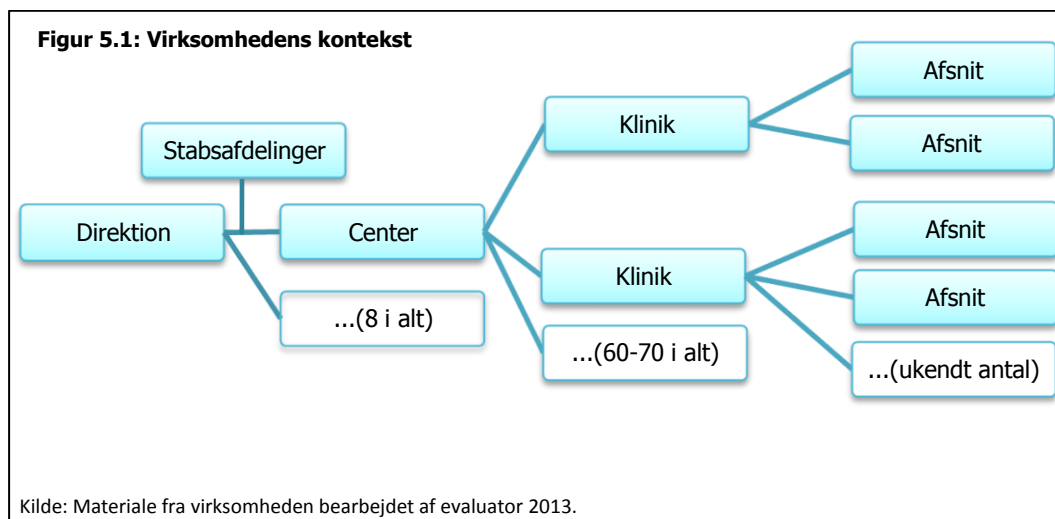 Figur 5.1: Virksomhedens kontekst
Stabsafdelinger
Direktion
Center
...(8 i alt)
Klinik
Klinik
...(60-70 i alt)
Afsnit
Afsnit
Afsnit
Afsnit
...(ukendt antal)
Kilde: Materiale fra virksomheden bearbejdet af evaluator 2013.